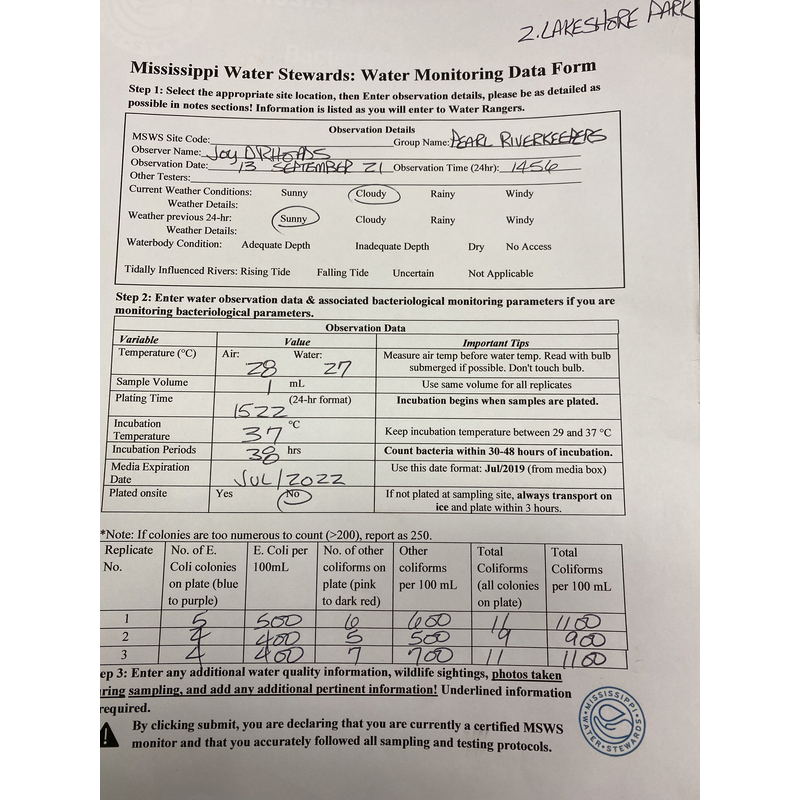 2. LAKESHORE PARK
Mississippi Water Stewards: Water Monitoring Data Form
Step 1: Select the appropriate site location, then Enter observation details, please be as detailed as
possible in notes sections! Information is listed as you will enter to Water Rangers.
Observation Details
MSWS Site Code: Group Name: PEARL RIVERKEEPERS
Observer Name: Joy D RHOADS
Observation Date: 13 SEPTEMBER 21 Observation Time (24hr): 1456
Other Testers:
Current Weather Conditions: Sunny Cloudy Rainy Windy
Weather Details:
Weather previous 24-hr: Sunny Cloudy Rainy Windy
Weather Details:
Waterbody Condition: Adequate Depth Inadequate Depth Dry No Access
Tidally Influenced Rivers: Rising Tide Falling Tide Uncertain Not Applicable
Step 2: Enter water observation data & associated bacteriological monitoring parameters if you are
monitoring bacteriological parameters.
Observation Data
Variable Value Important Tips
Temperature (°C) Air: 28 Water: 27 Measure air temp before water temp. Read with bulb
submerged if possible. Don't touch bulb.
Sample Volume 1 mL Use same volume for all replicates
Plating Time 1522 (24-hr format) Incubation begins when samples are plated.
Incubation
Temperature 37 °C Keep incubation temperature between 29 and 37 °C
Incubation Periods 38 hrs Count bacteria within 30-48 hours of incubation.
Media Expiration
Date JUL/2022 Use this date format: Jul/2019 (from media box)
Plated onsite Yes No If not plated at sampling site, always transport on
ice and plate within 3 hours.
*Note: If colonies are too numerous to count (>200), report as 250.
Replicate No. of E. E. Coli per No. of other Other Total Total
No. Coli colonies 100mL coliforms on coliforms Coliforms Coliforms
on plate (blue plate (pink per 100 mL (all colonies per 100 mL
to purple) to dark red) on plate)
1 5 500 6 600 11 1100
2 4 400 5 500 9 900
3 4 400 7 700 11 1100
ep 3: Enter any additional water quality information, wildlife sightings, photos taken
ring sampling, and add any additional pertinent information! Underlined information
required.
By clicking submit, you are declaring that you are currently a certified MSWS
monitor and that you accurately followed all sampling and testing protocols.
MISSISSIPPI
WATER STEWARDS